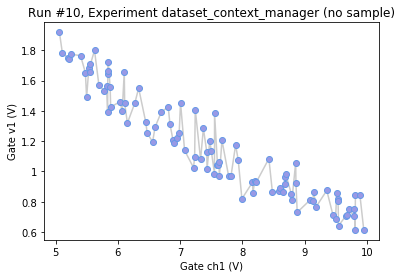 Run #10, Experiment dataset_context_manager (no sample)
Gate v1 (V)
1.8
1.6
1.4
1.2
1
0.8
0.6
5 6 7 8 9 10
Gate ch1 (V)